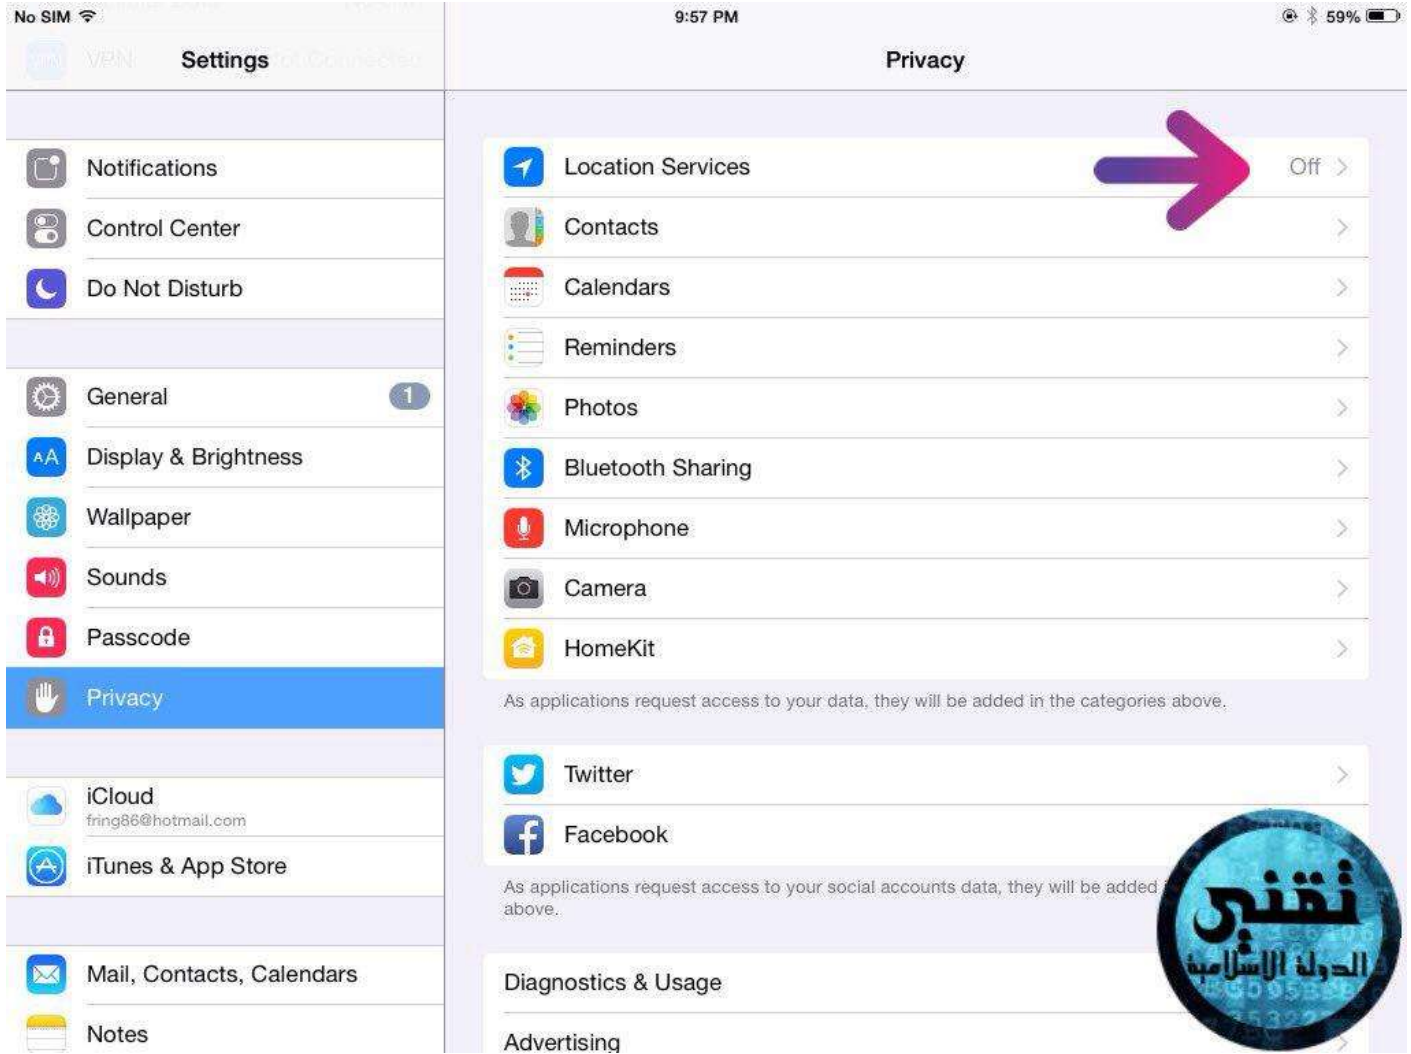 No SIM
9:57 PM
59%
VPN
Not Connected
Settings
Privacy
Notifications
Control Center
Do Not Disturb
General
1
Display & Brightness
AA
Wallpaper
Sounds
Passcode
Privacy
iCloud
fring86@hotmail.com
iTunes & App Store
Mail, Contacts, Calendars
Notes
Location Services
Off
Contacts
Calendars
Reminders
Photos
Bluetooth Sharing
Microphone
Camera
HomeKit
As applications request access to your data, they will be added in the categories above.
Twitter
Facebook
As applications request access to your social accounts data, they will be added
above.
Diagnostics & Usage
Advertising
تقني
الدولة الإسلامية